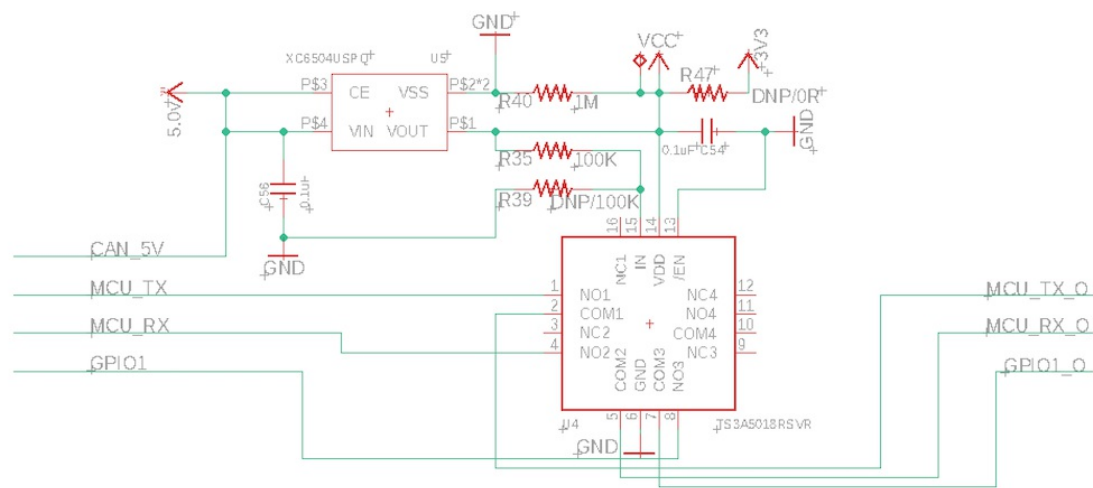 GND
VCC
+3V3
XC6504USPQ
U5
R47
DNP/0R
5.0V
P$3
CE
VSS
P$2*2
R40
1M
P$4
VIN
VOUT
P$1
0.1uF
C54
GND
R35
100K
C56
0.1uF
R39
DNP/100K
GND
16
15
14
13
NC1
IN
VDD
/EN
CAN_5V
MCU_TX
1
NO1
NC4
12
MCU_TX_O
2
COM1
NO4
11
MCU_RX
3
NC2
COM4
10
MCU_RX_O
4
NO2
NC3
9
GPIO1
COM2
GND
COM3
NO3
GPIO1_O
5
6
7
8
U4
TS3A5018RSVR
GND